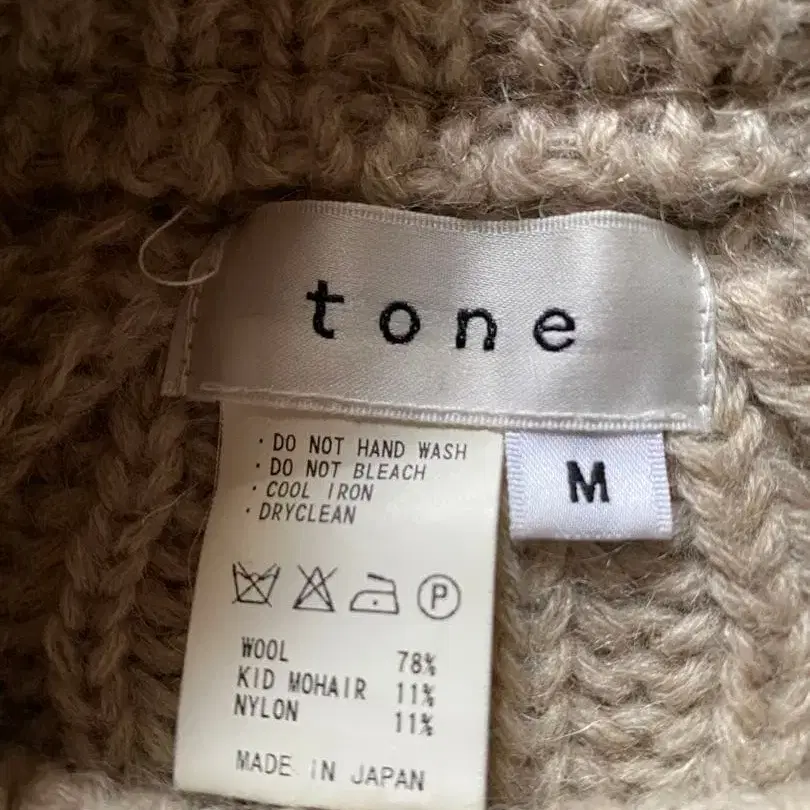 tone
M
· DO NOT HAND WASH
· DO NOT BLEACH
· COOL IRON
· DRYCLEAN
P
WOOL 78%
KID MOHAIR 11%
NYLON 11%
MADE IN JAPAN